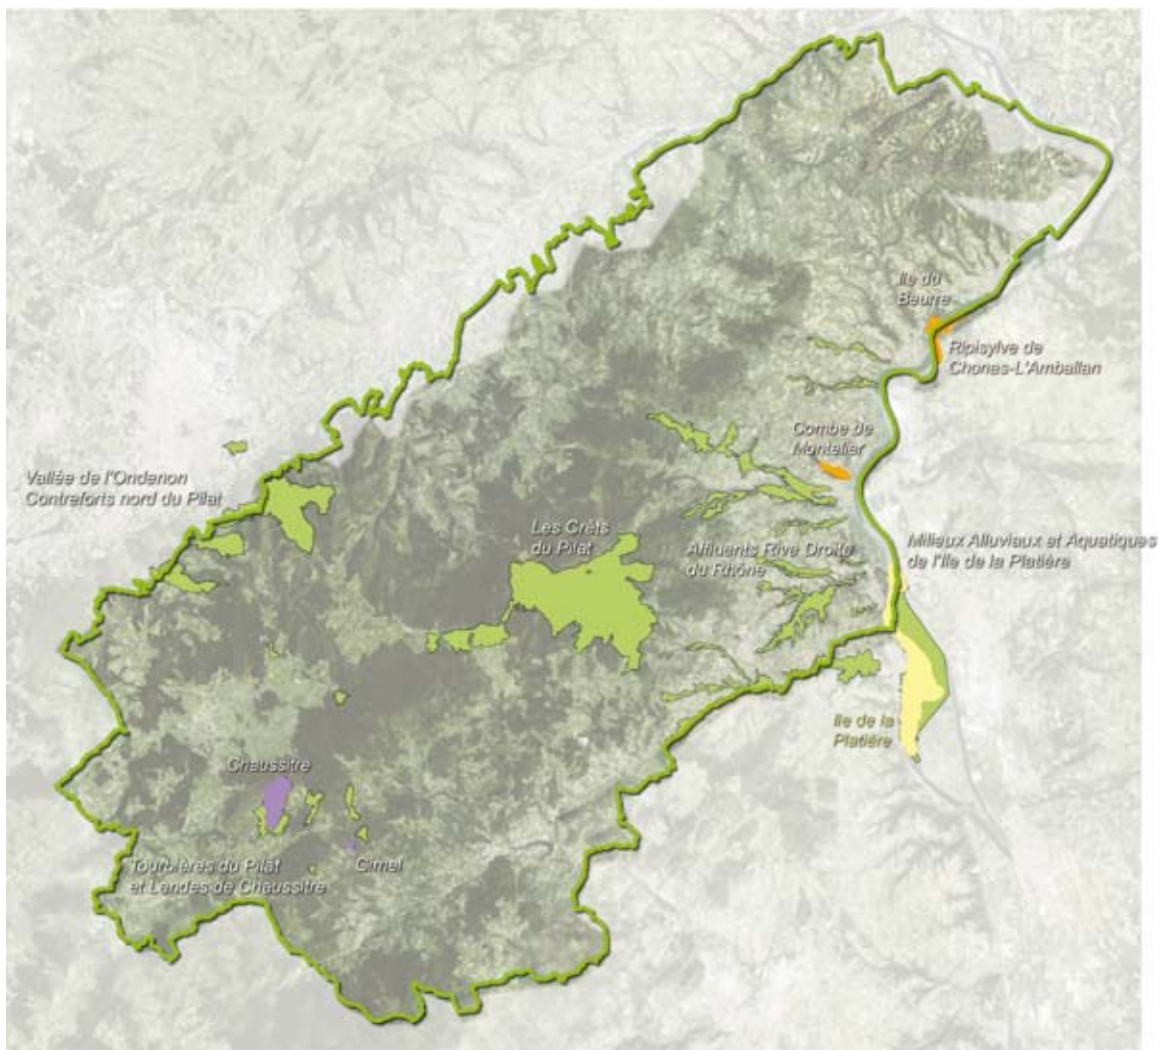 Ile du
Beurre
Ripisylve de
Chonas-L'Amballan
Combe de
Montelier
Vallée de l'Ondenon
Contreforts nord du Pilat
Les Crêts
du Pilat
Affluents Rive Droite
du Rhône
Milieux Alluviaux et Aquatiques
de l'Ile de la Platière
Ile de la
Platière
Chaussitre
Tourbières du Pilat
et Landes de Chaussitre
Cimel